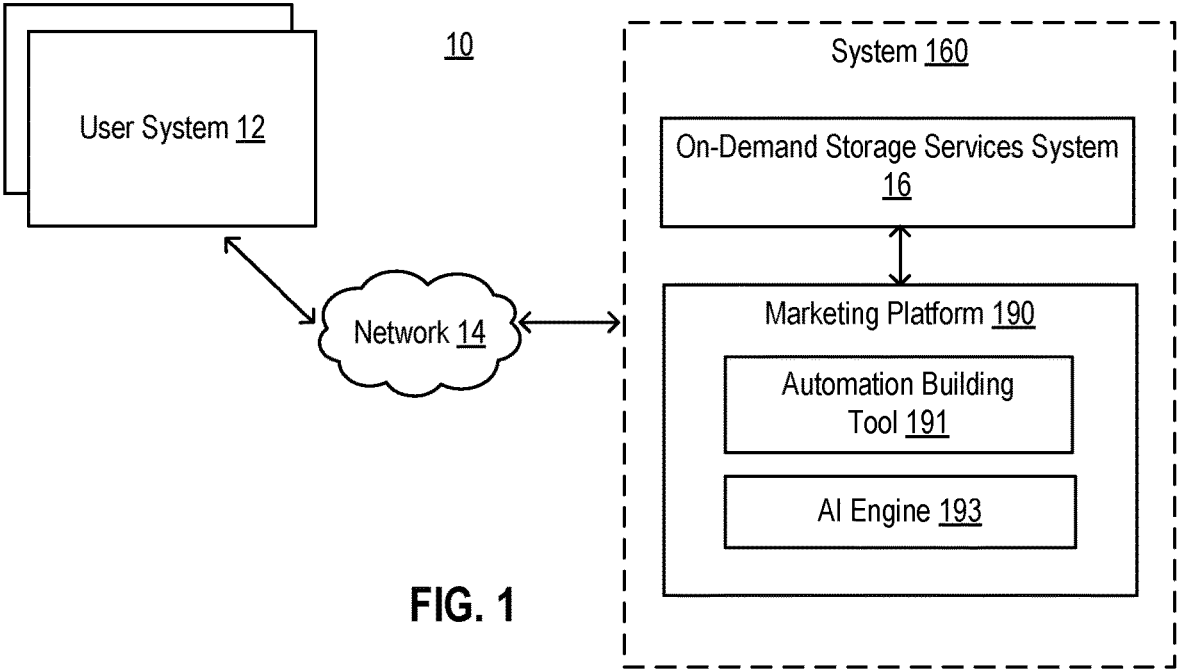 10
User System 12
Network 14
System 160
On-Demand Storage Services System
16
Marketing Platform 190
Automation Building
Tool 191
AI Engine 193
FIG. 1